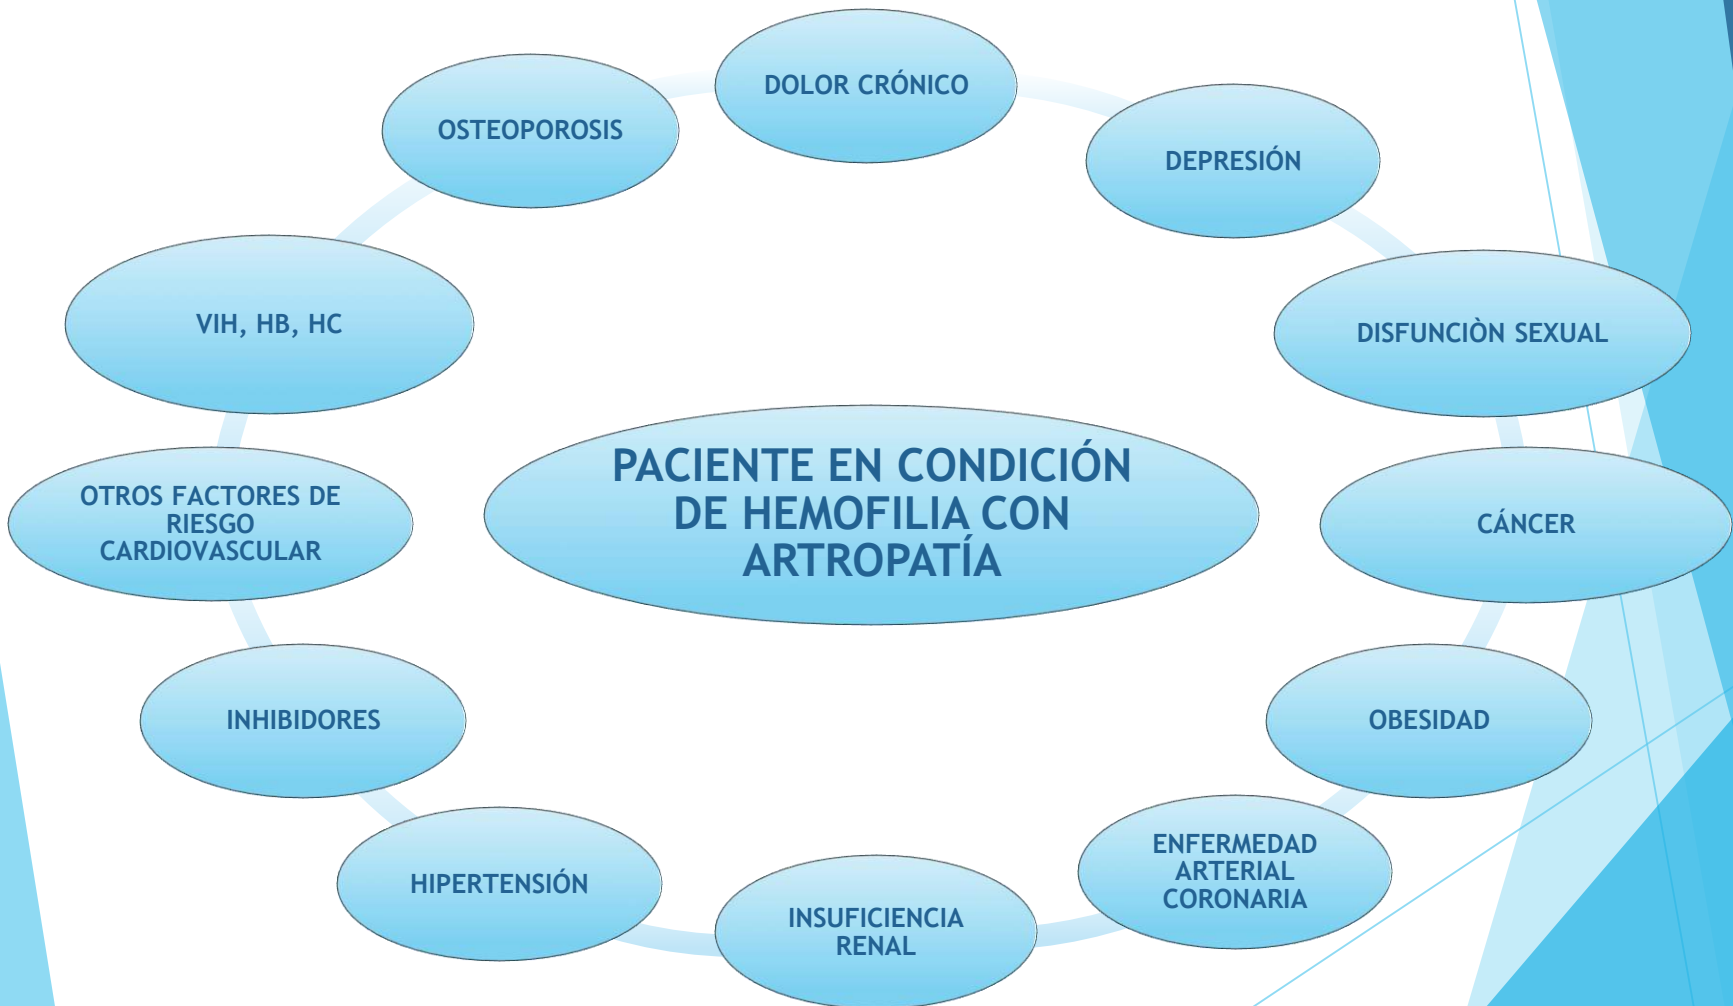 DOLOR CRÓNICO
DEPRESIÓN
DISFUNCIÒN SEXUAL
CÁNCER
OBESIDAD
ENFERMEDAD
ARTERIAL
CORONARIA
INSUFICIENCIA
RENAL
HIPERTENSIÓN
INHIBIDORES
OTROS FACTORES DE
RIESGO
CARDIOVASCULAR
VIH, HB, HC
OSTEOPOROSIS
PACIENTE EN CONDICIÓN
DE HEMOFILIA CON
ARTROPATÍA